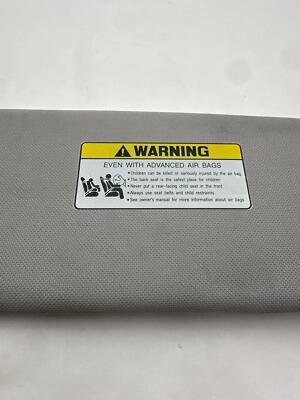 WARNING
EVEN WITH ADVANCED AIR BAGS
•Children can be killed or seriously injured by the air bag
•The back seat is the safest place for children
•Never put a rear-facing child seat in the front
•Always use seat belts and child restraints
•See owner's manual for more information about air bags